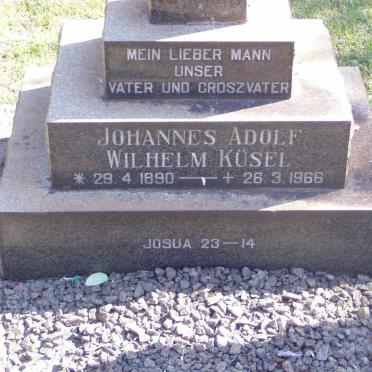 MEIN LIEBER MANN
UNSER
VATER UND GROSZVATER
JOHANNES ADOLF
WILHELM KÜSEL
* 29. 4. 1890 — + 26. 3. 1966
JOSUA 23—14